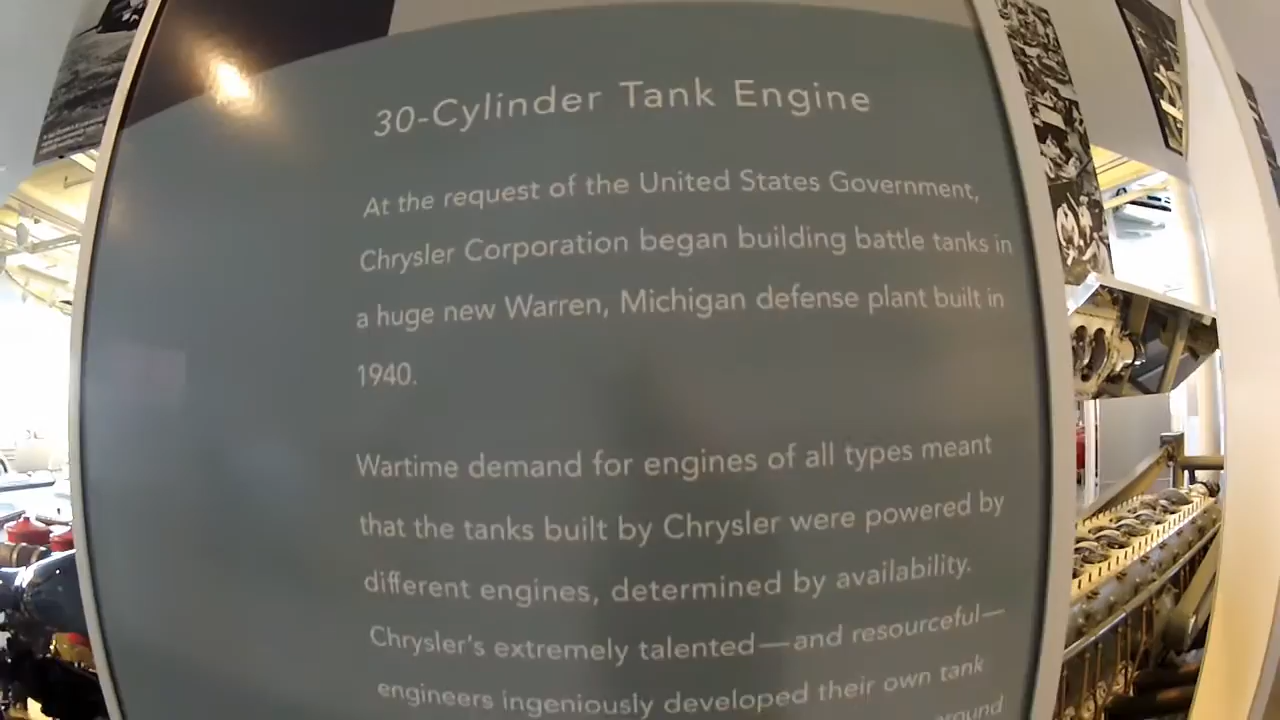 30-Cylinder Tank Engine
At the request of the United States Government,
Chrysler Corporation began building battle tanks in
a huge new Warren, Michigan defense plant built in
1940.
Wartime demand for engines of all types meant
that the tanks built by Chrysler were powered by
different engines, determined by availability.
Chrysler's extremely talented—and resourceful—
engineers ingeniously developed their own tank
around